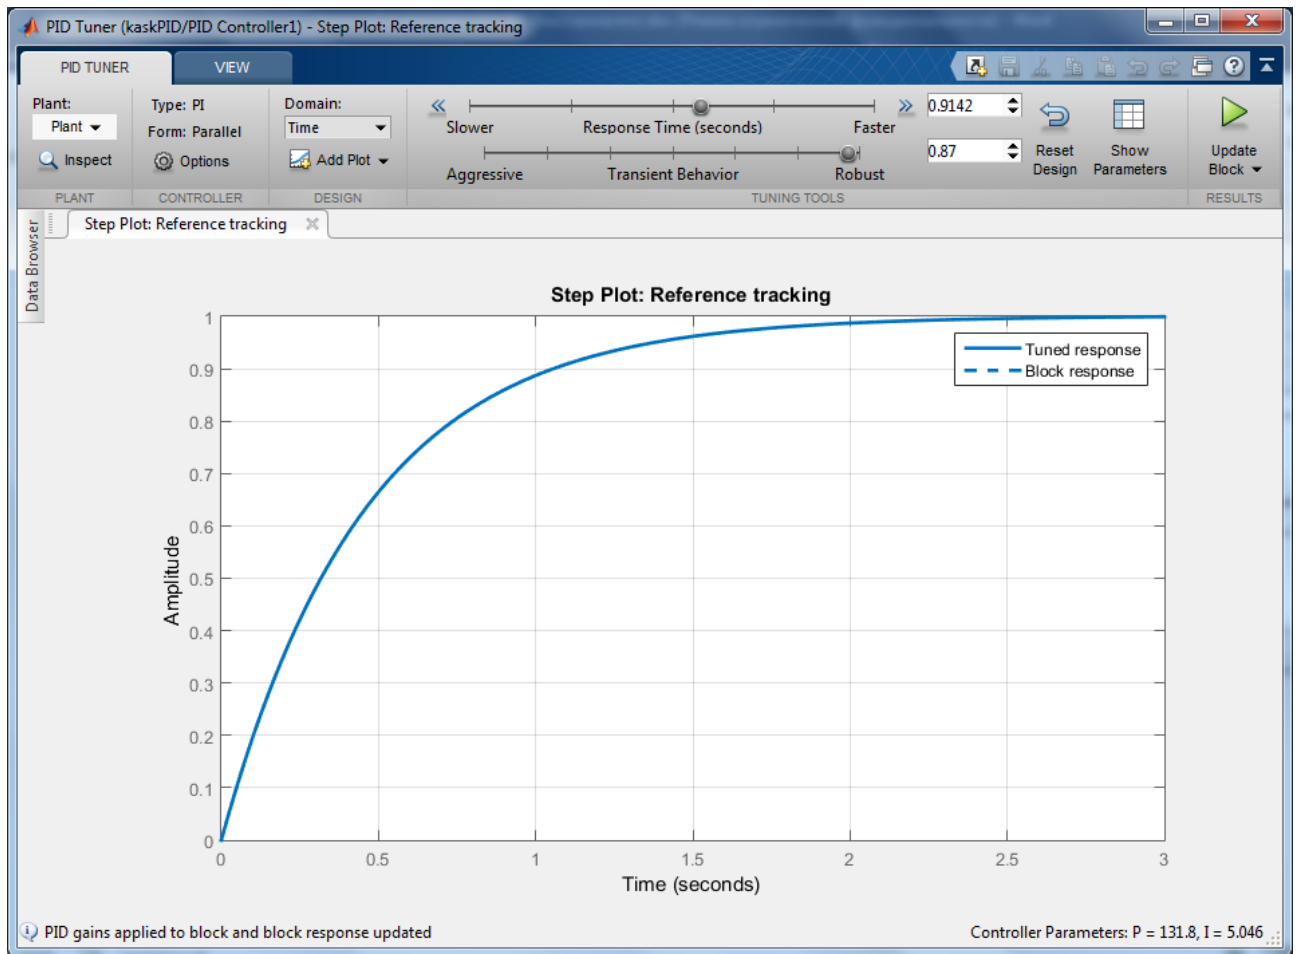 PID Tuner (kaskPID/PID Controller1) - Step Plot: Reference tracking
PID TUNER
VIEW
Plant:
Plant
Inspect
PLANT
Type: PI
Form: Parallel
Options
CONTROLLER
Domain:
Time
Add Plot
DESIGN
Slower
Response Time (seconds)
Faster
0.9142
Aggressive
Transient Behavior
Robust
0.87
Reset
Design
Show
Parameters
TUNING TOOLS
Update
Block
RESULTS
Data Browser
Step Plot: Reference tracking
Step Plot: Reference tracking
Tuned response
Block response
1
0.9
0.8
0.7
0.6
0.5
0.4
0.3
0.2
0.1
0
Amplitude
0 0.5 1 1.5 2 2.5 3
Time (seconds)
PID gains applied to block and block response updated
Controller Parameters: P = 131.8, I = 5.046